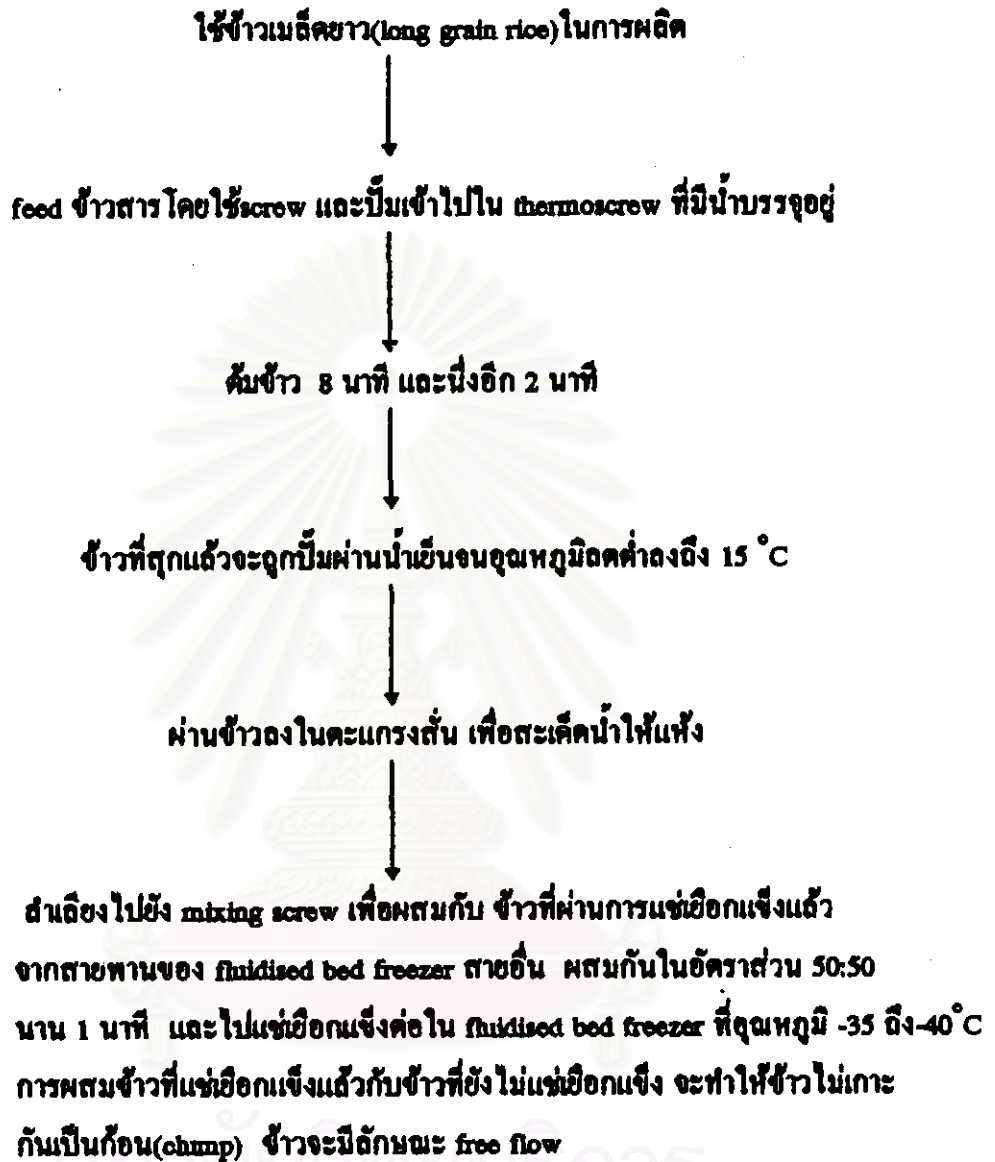 ใช้ข้าวเมล็ดยาว(long grain rice)ในการผลิต
feed ข้าวสารโดยใช้screw และปั๊มเข้าไปใน thermoscrew ที่มีน้ำบรรจุอยู่
ต้มข้าว 8 นาที และนึ่งอีก 2 นาที
ข้าวที่สุกแล้วจะถูกปั๊มผ่านน้ำเย็นจนอุณหภูมิลดต่ำลงถึง 15 °C
ผ่านข้าวลงในตะแกรงสั่น เพื่อสะเด็ดน้ำให้แห้ง
ลำเลียงไปยัง mixing screw เพื่อผสมกับ ข้าวที่ผ่านการแช่เยือกแข็งแล้ว
จากสายพานของ fluidised bed freezer สายอื่น ผสมกันในอัตราส่วน 50:50
นาน 1 นาที และไปแช่เยือกแข็งต่อใน fluidised bed freezer ที่อุณหภูมิ -35 ถึง-40°C
การผสมข้าวที่แช่เยือกแข็งแล้วกับข้าวที่ยังไม่แช่เยือกแข็ง จะทำให้ข้าวไม่เกาะ
กันเป็นก้อน(clump) ข้าวจะมีลักษณะ free flow